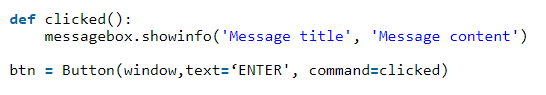 def clicked():
    messagebox.showinfo('Message title', 'Message content')
btn = Button(window,text=‘ENTER', command=clicked)